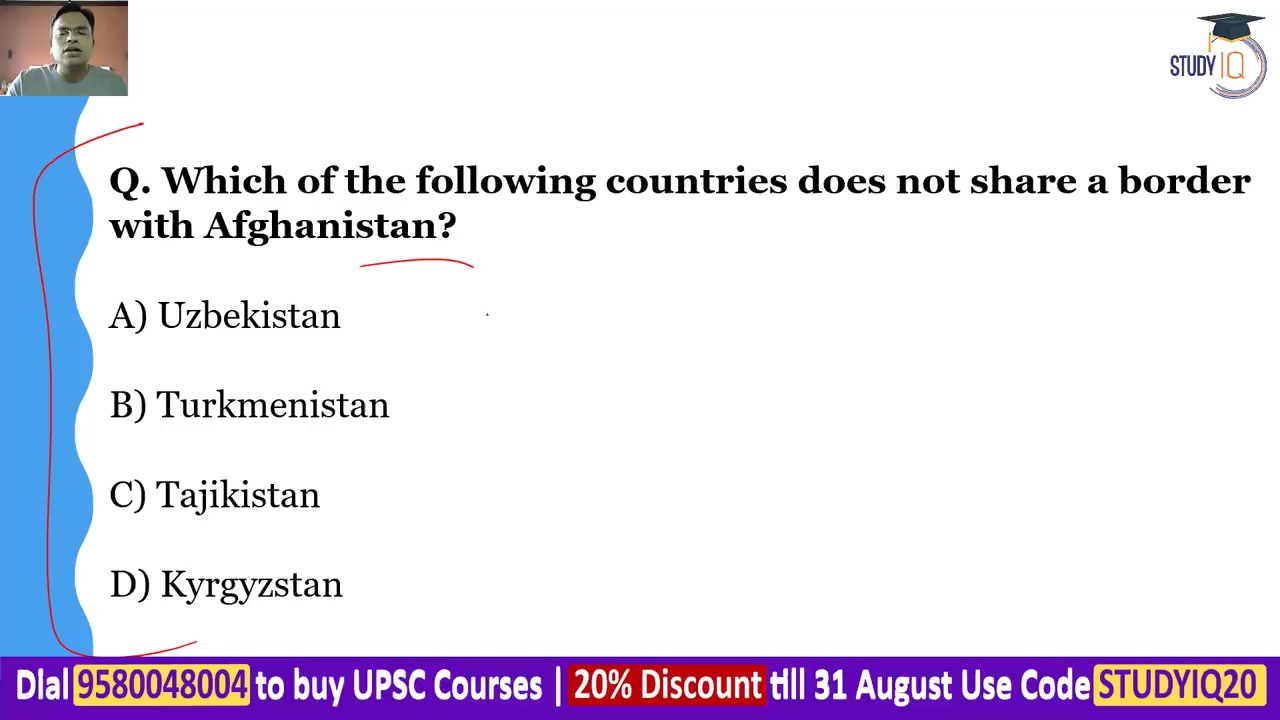 STUDY IQ
Q. Which of the following countries does not share a border
with Afghanistan?
A) Uzbekistan
B) Turkmenistan
C) Tajikistan
D) Kyrgyzstan
Dial 9580048004 to buy UPSC Courses | 20% Discount till 31 August Use Code STUDYIQ20